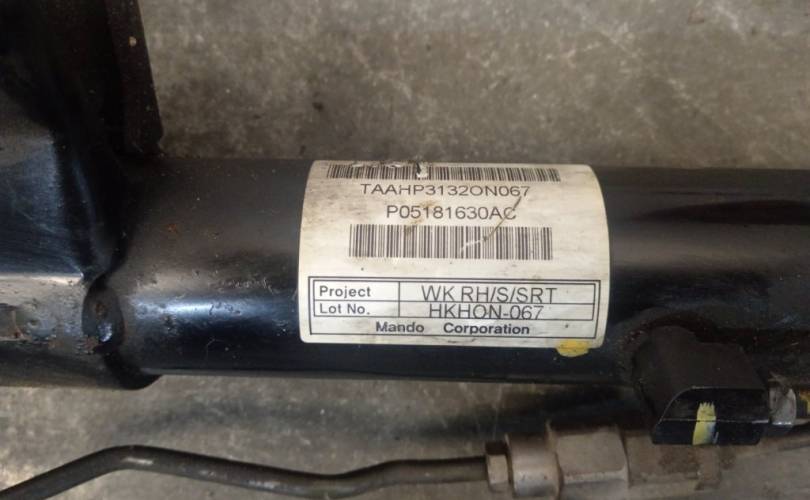 TAAHP3132ON067
P05181630AC
Project WK RH/S/SRT
Lot No. HKHON-067
Mando Corporation